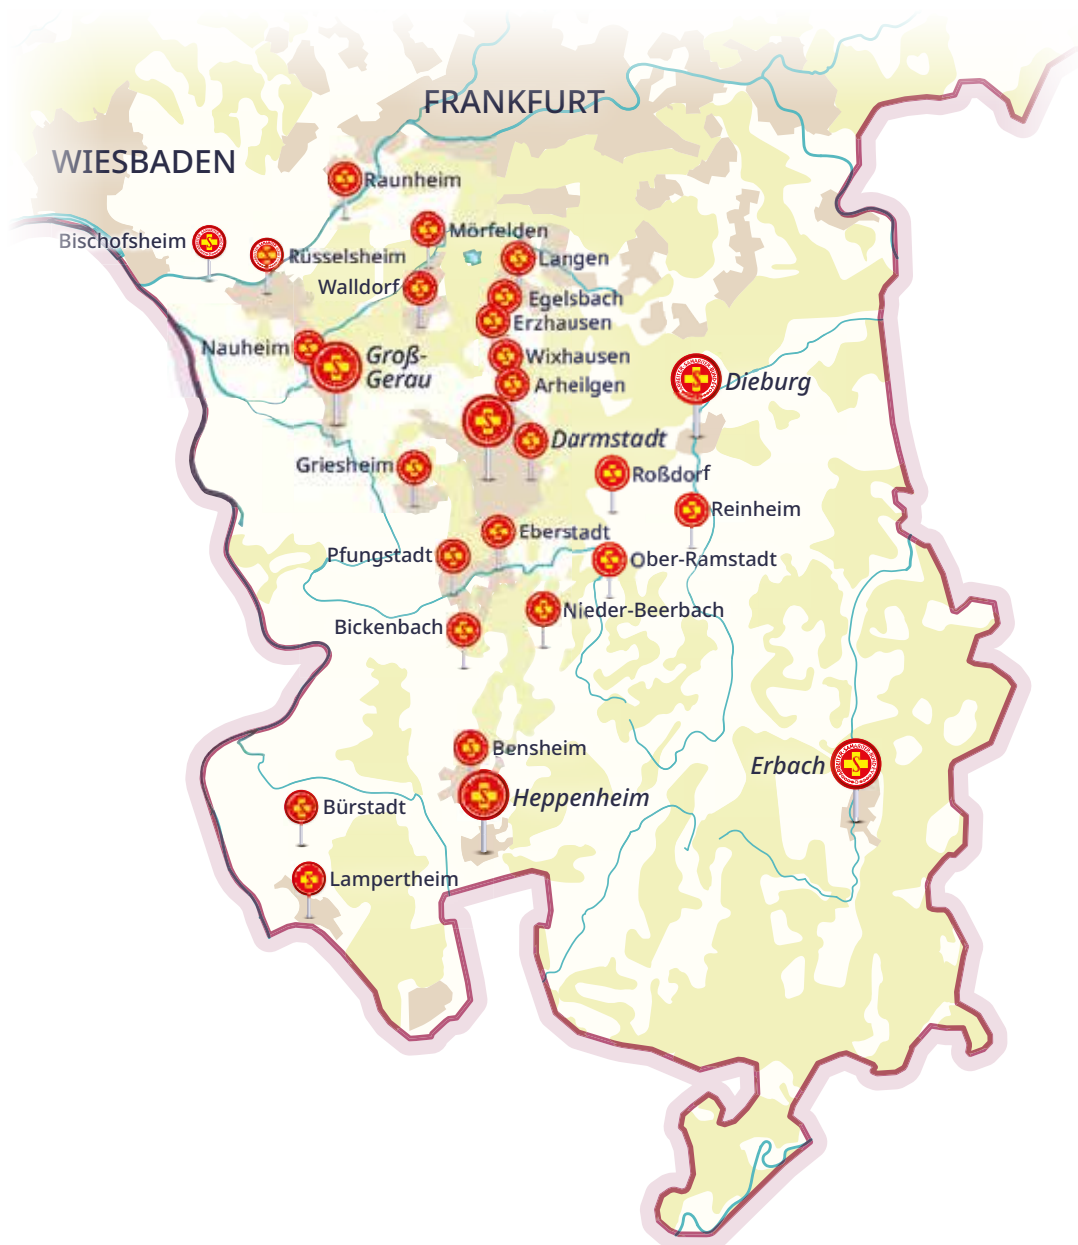 FRANKFURT
WIESBADEN
Raunheim
Bischofsheim
Mörfelden
Rüsselsheim
Langen
Walldorf
Egelsbach
Erzhausen
Nauheim
Groß-
Gerau
Wixhausen
Arheilgen
Dieburg
Darmstadt
Griesheim
Roßdorf
Reinheim
Eberstadt
Pfungstadt
Ober-Ramstadt
Nieder-Beerbach
Bickenbach
Bensheim
Erbach
Heppenheim
Bürstadt
Lampertheim